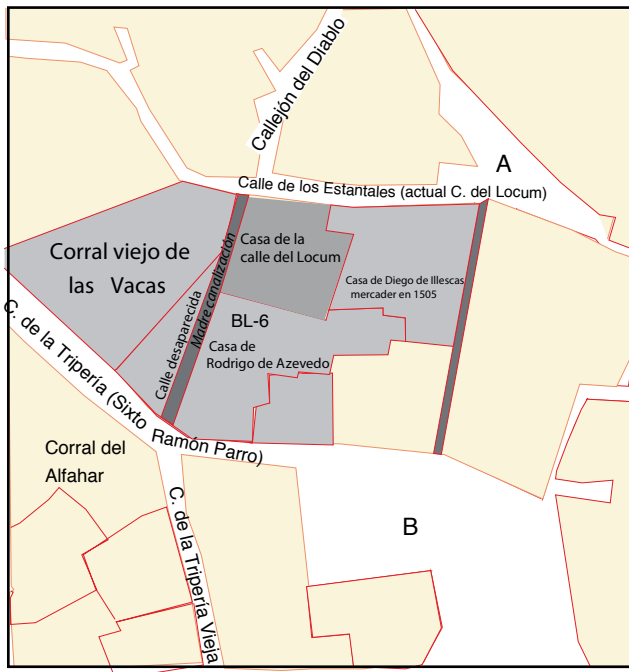 Callejón del Diablo
A
Calle de los Estantales (actual C. del Locum)
Corral viejo de
las Vacas
Madre canalización
Calle desaparecida
Casa de la
calle del Locum
Casa de Diego de Illescas
mercader en 1505
BL-6
Casa de
Rodrigo de Azevedo
C. de la Tripería (Sixto Ramón Parro)
Corral del
Alfahar
C. de la Tripería Vieja
B